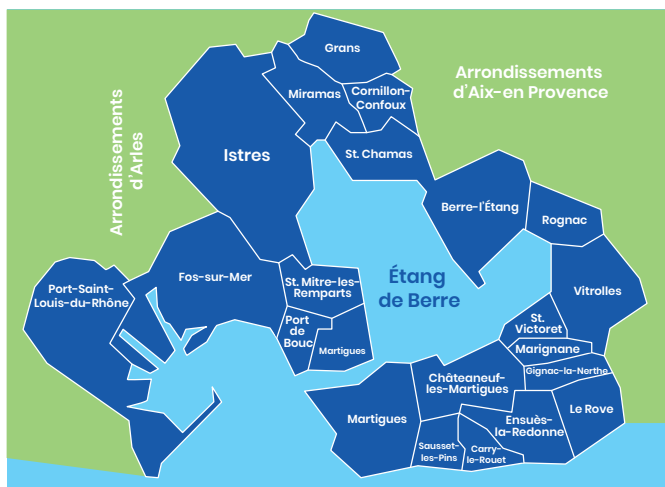 Grans
Arrondissements
d'Aix-en Provence
Miramas
Cornillon-
Confoux
Arrondissements
d'Arles
Istres
St. Chamas
Berre-l'Étang
Rognac
Port-Saint-
Louis-du-Rhône
Fos-sur-Mer
St. Mitre-les-
Remparts
Étang
de Berre
Vitrolles
Port
de
Bouc
Martigues
St.
Victoret
Marignane
Gignac-la-Nerthe
Châteaneuf-
les-Martigues
Martigues
Ensuès-
la-Redonne
Le Rove
Sausset-
les-Pins
Carry-
le-Rouet